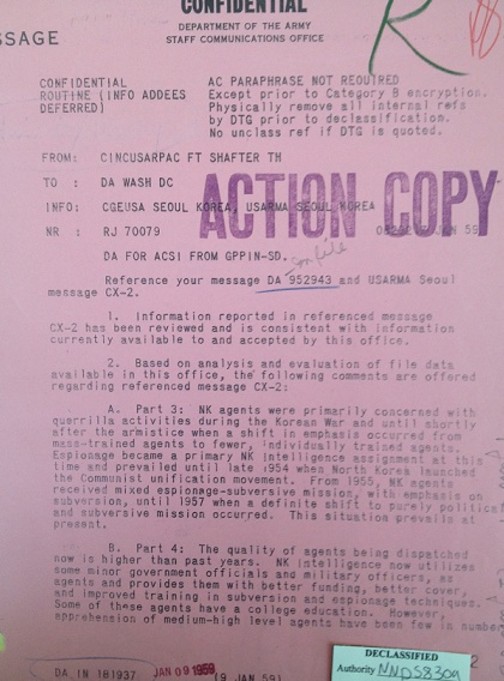 CONFIDENTIAL
DEPARTMENT OF THE ARMY
STAFF COMMUNICATIONS OFFICE
SSAGE
R
CONFIDENTIAL AC PARAPHRASE NOT REQUIRED
ROUTINE (INFO ADDEES Except prior to Category B encryption.
DEFERRED) Physically remove all internal refs
by DTG prior to declassification.
No unclass ref if DTG is quoted.
FROM: CINCUSARPAC FT SHAFTER TH
TO : DA WASH DC
INFO: CGEUSA SEOUL KOREA, USARMA SEOUL KOREA
ACTION COPY
NR : RJ 70079 59
DA FOR ACSI FROM GPPIN-SD.
on file
Reference your message DA 952943 and USARMA Seoul
message CX-2.
1. Information reported in referenced message
CX-2 has been reviewed and is consistent with information
currently available to and accepted by this office.
2. Based on analysis and evaluation of file data
available in this office, the following comments are offered
regarding referenced message CX-2:
A. Part 3: NK agents were primarily concerned with
guerrilla activities during the Korean War and until shortly
after the armistice when a shift in emphasis occurred from
mass-trained agents to fewer, individually trained agents.
Espionage became a primary NK Intelligence assignment at this
time and prevailed until late 1954 when North Korea launched
the Communist unification movement. From 1955, NK agents
received mixed espionage-subversive mission, with emphasis on
subversion, until 1957 when a definite shift to purely political
and subversive mission occurred. This situation prevails at
present.
B. Part 4: The quality of agents being dispatched
now is higher than past years. NK Intelligence now utilizes
some minor government officials and military officers, as
agents and provides them with better funding, better cover,
and improved training in subversion and espionage techniques.
Some of these agents have a college education. However,
apprehension of medium-high level agents have been few in number
2
DECLASSIFIED
Authority NND58309
DA IN 181937 JAN 09 1959 (9 JAN 59)